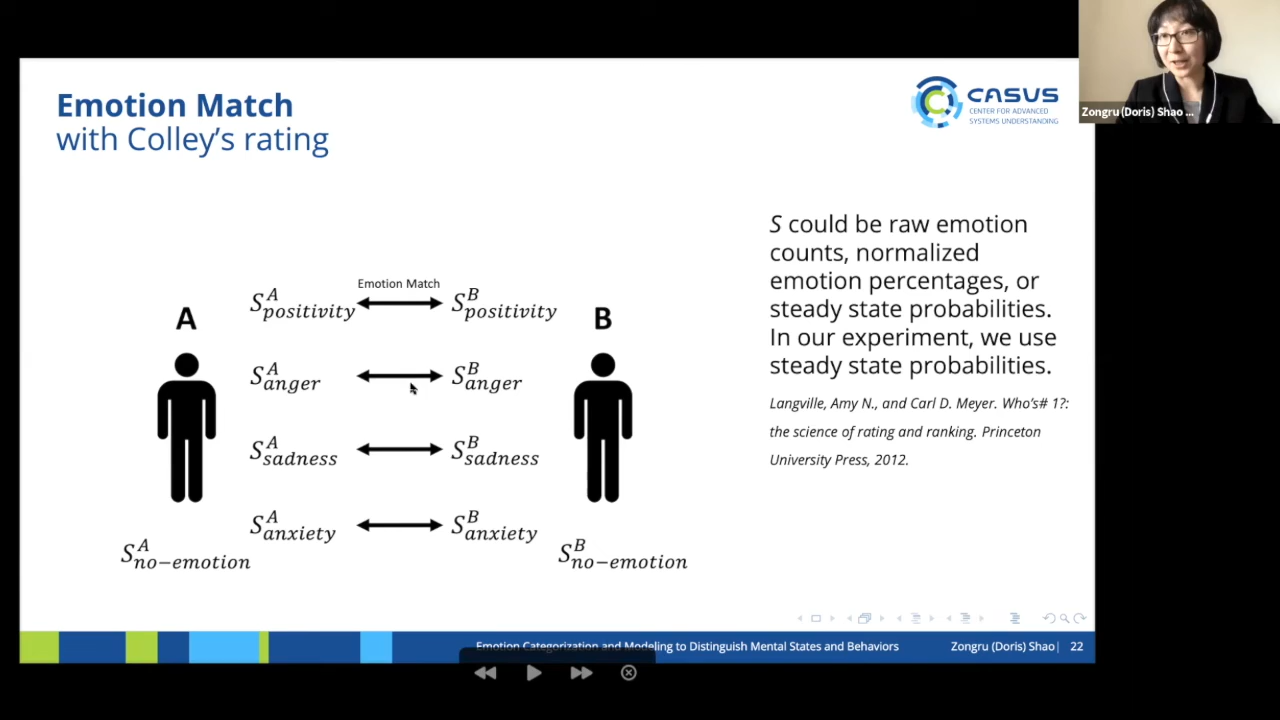 Emotion Match
with Colley's rating
CASUS
CENTER FOR ADVANCED
SYSTEMS UNDERSTANDING
Zongru (Doris) Shao ...
S could be raw emotion
counts, normalized
emotion percentages, or
steady state probabilities.
In our experiment, we use
steady state probabilities.
Langville, Amy N., and Carl D. Meyer. Who's# 1?:
the science of rating and ranking. Princeton
University Press, 2012.
Emotion Match
A
B
S^A_positivity S^B_positivity
S^A_anger S^B_anger
S^A_sadness S^B_sadness
S^A_anxiety S^B_anxiety
S^A_no−emotion S^B_no−emotion
Emotion Categorization and Modeling to Distinguish Mental States and Behaviors Zongru (Doris) Shao| 22